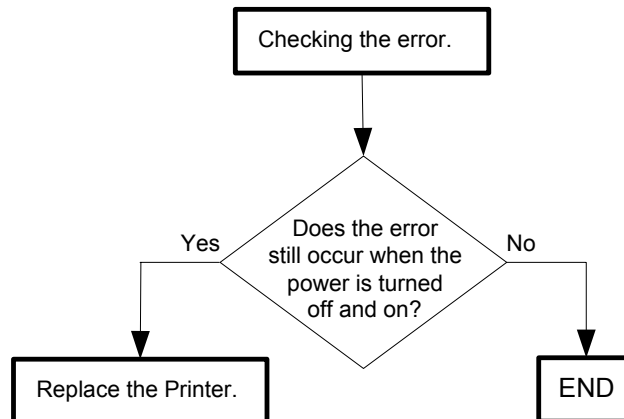 Checking the error.
Does the error
still occur when the
power is turned
off and on?
Yes
No
Replace the Printer.
END